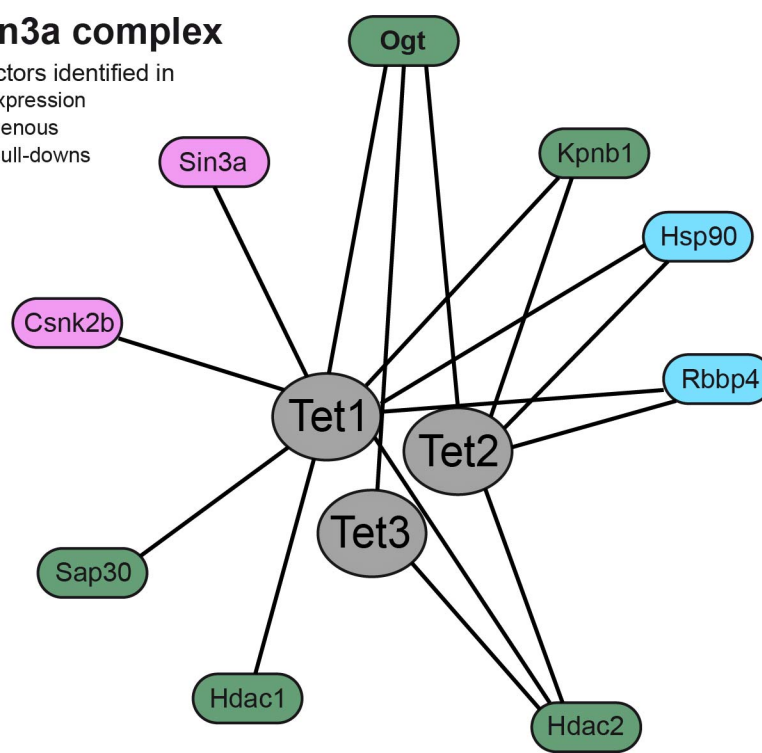 n3a complex
ctors identified in
xpression
enous
ull-downs
Ogt
Kpnb1
Sin3a
Hsp90
Csnk2b
Rbbp4
Tet1
Tet2
Tet3
Sap30
Hdac1
Hdac2